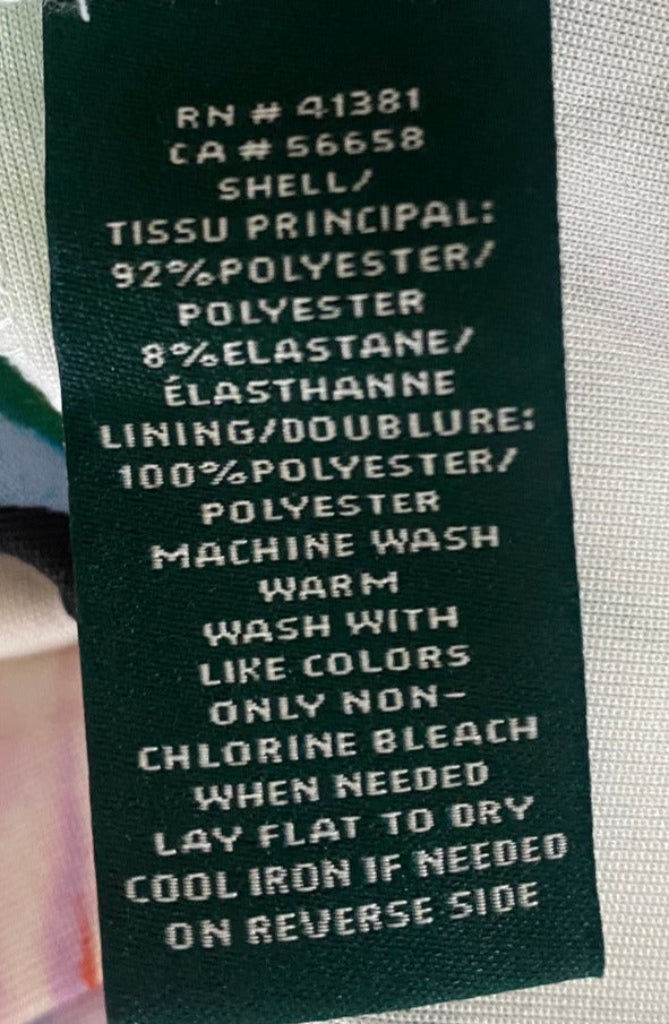 RN # 41381
CA # 56658
SHELL/
TISSU PRINCIPAL:
92%POLYESTER/
POLYESTER
8%ELASTANE/
ÉLASTHANNE
LINING/DOUBLURE:
100%POLYESTER/
POLYESTER
MACHINE WASH
WARM
WASH WITH
LIKE COLORS
ONLY NON-
CHLORINE BLEACH
WHEN NEEDED
LAY FLAT TO DRY
COOL IRON IF NEEDED
ON REVERSE SIDE